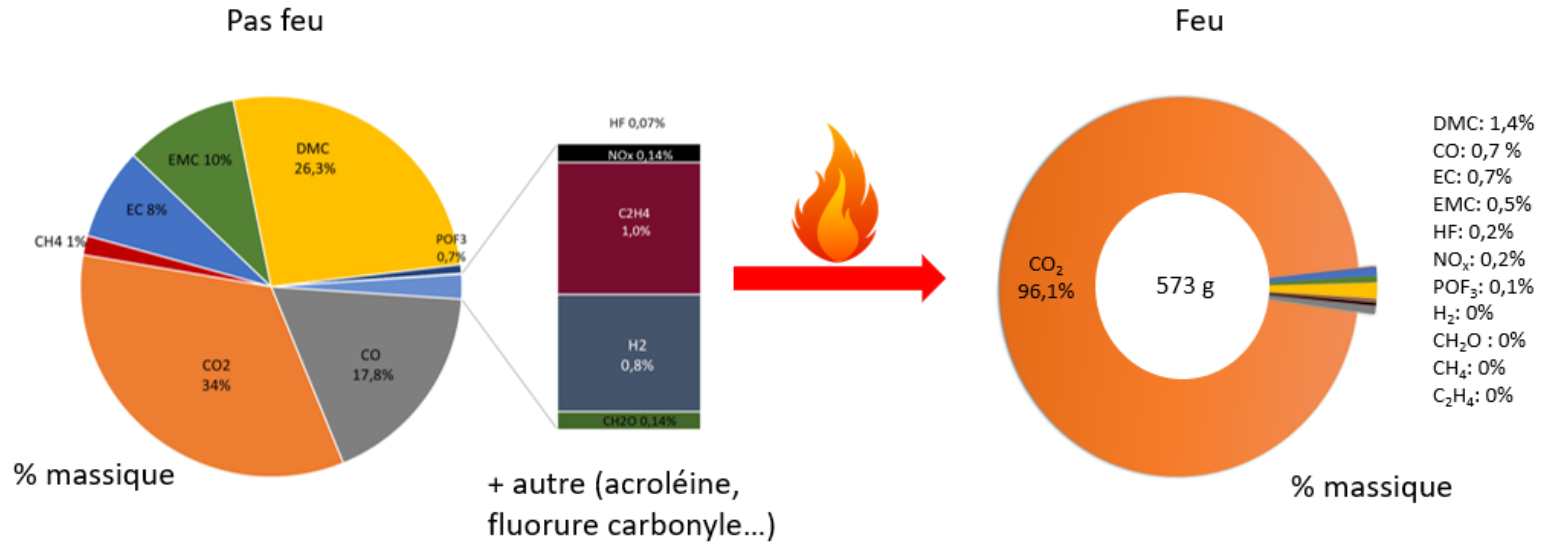 Pas feu
DMC
26,3%
EMC 10%
EC 8%
CH4 1%
POF3
0,7%
CO2
34%
CO
17,8%
% massique
HF 0,07%
NOx 0,14%
C2H4
1,0%
H2
0,8%
CH2O 0,14%
+ autre (acroléine,
fluorure carbonyle...)
Feu
CO₂
96,1%
573 g
DMC: 1,4%
CO: 0,7 %
EC: 0,7%
EMC: 0,5%
HF: 0,2%
NOₓ: 0,2%
POF₃: 0,1%
H₂: 0%
CH₂O : 0%
CH₄: 0%
C₂H₄: 0%
% massique